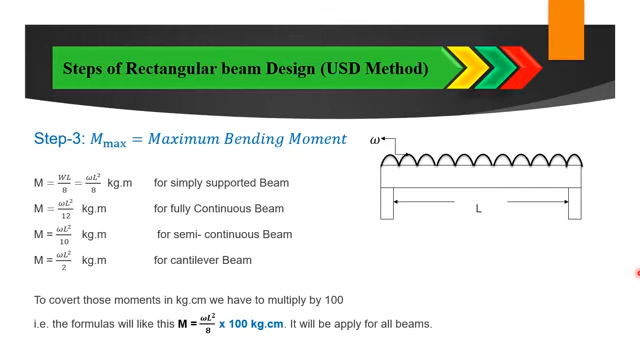 Steps of Rectangular beam Design (USD Method)
Step-3: M_max = Maximum Bending Moment
ω
M = WL/8 = ωL²/8 kg.m for simply supported Beam
M = ωL²/12 kg.m for fully Continuous Beam
M = ωL²/10 kg.m for semi- continuous Beam
M = ωL²/2 kg.m for cantilever Beam
L
To covert those moments in kg.cm we have to multiply by 100
i.e. the formulas will like this M = ωL²/8 x 100 kg.cm. It will be apply for all beams.